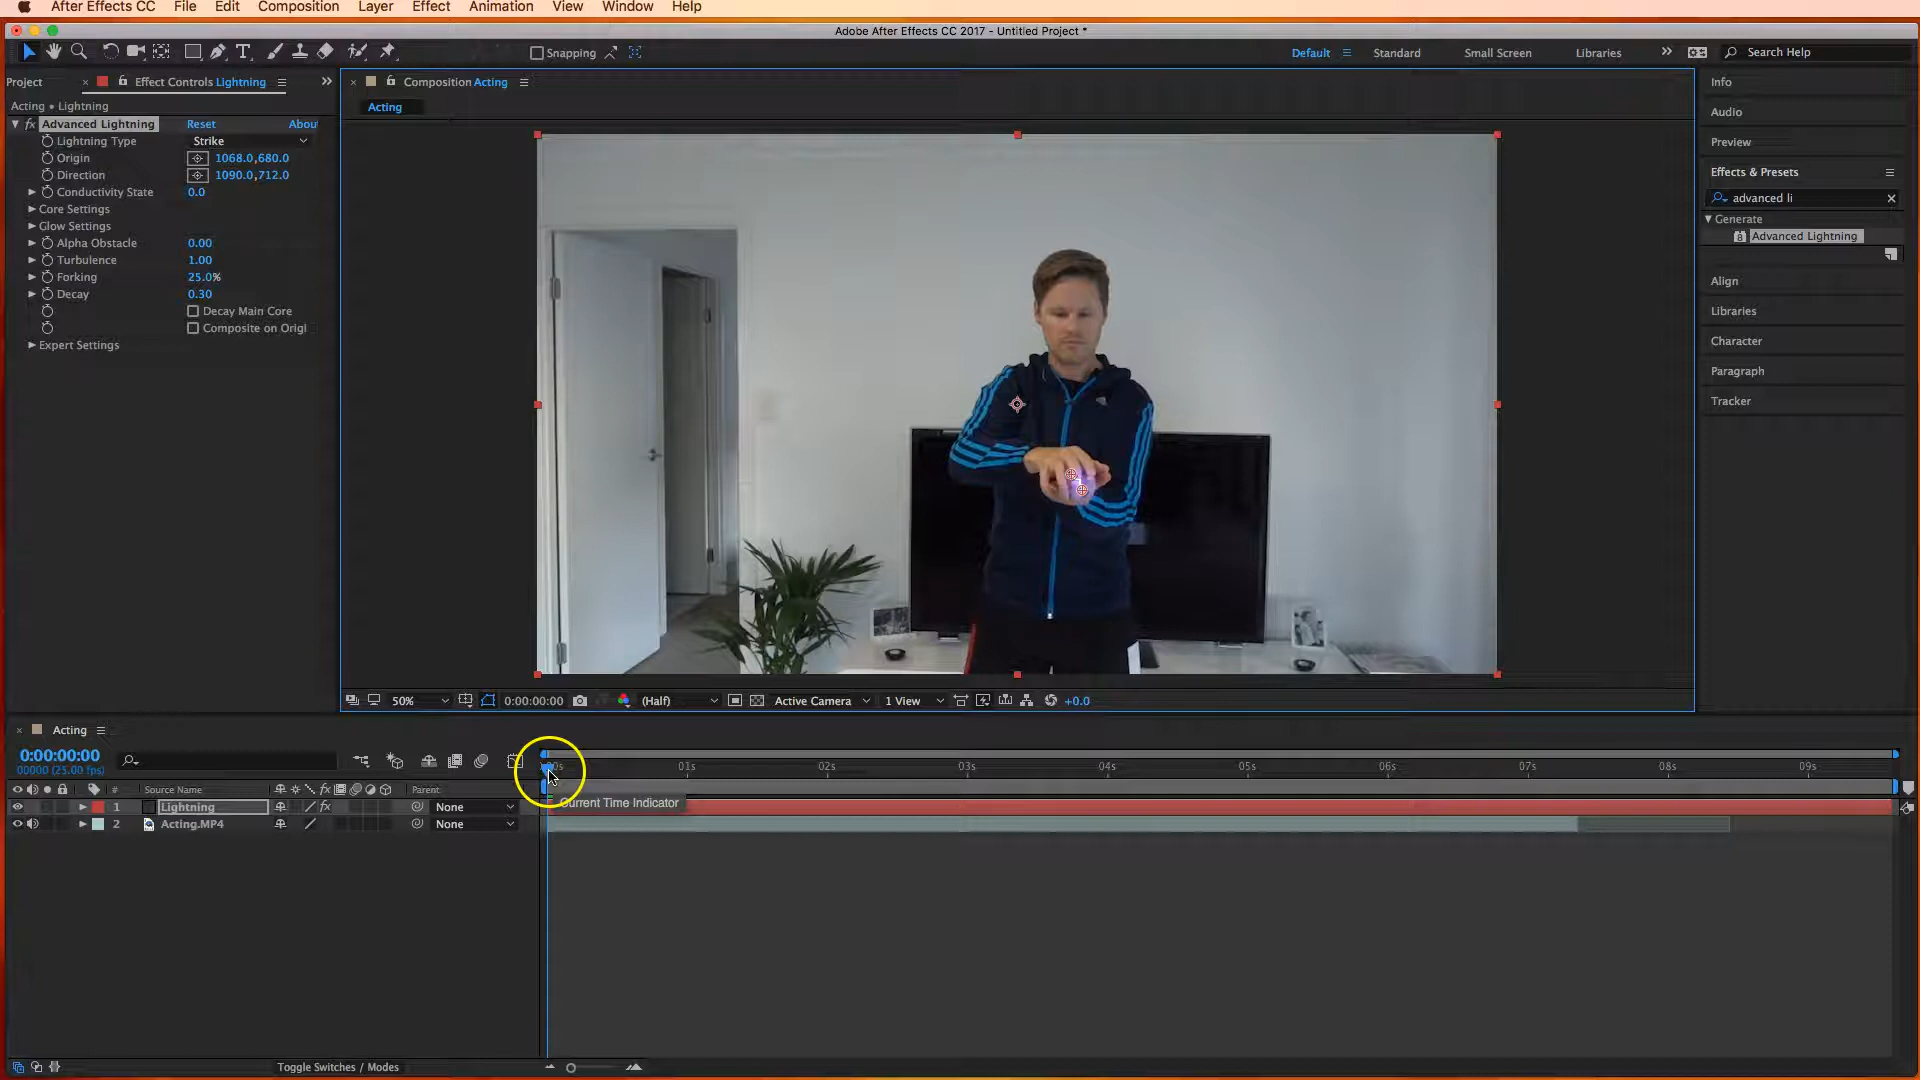 After Effects CC File Edit Composition Layer Effect Animation View Window Help
Adobe After Effects CC 2017 - Untitled Project *
Snapping
Default Standard Small Screen Libraries Search Help
Project Effect Controls Lightning
Composition Acting
Info
Acting • Lightning
Acting
Advanced Lightning Reset About
Audio
Lightning Type Strike
Preview
Origin 1068.0,680.0
Direction 1090.0,712.0
Effects & Presets
Conductivity State 0.0
advanced li
Core Settings
Generate
Glow Settings
Advanced Lightning
Alpha Obstacle 0.00
Turbulence 1.00
Forking 25.0%
Align
Decay 0.30
Decay Main Core
Libraries
Composite on Origi
Expert Settings
Character
Paragraph
Tracker
50% 0:00:00:00 (Half) Active Camera 1 View +0.0
Acting
0:00:00:00
00000 (25.00 fps)
01s 02s 03s 04s 05s 06s 07s 08s 09s
# Source Name fx Parent
1 Lightning fx None
Current Time Indicator
2 Acting.MP4 None
Toggle Switches / Modes